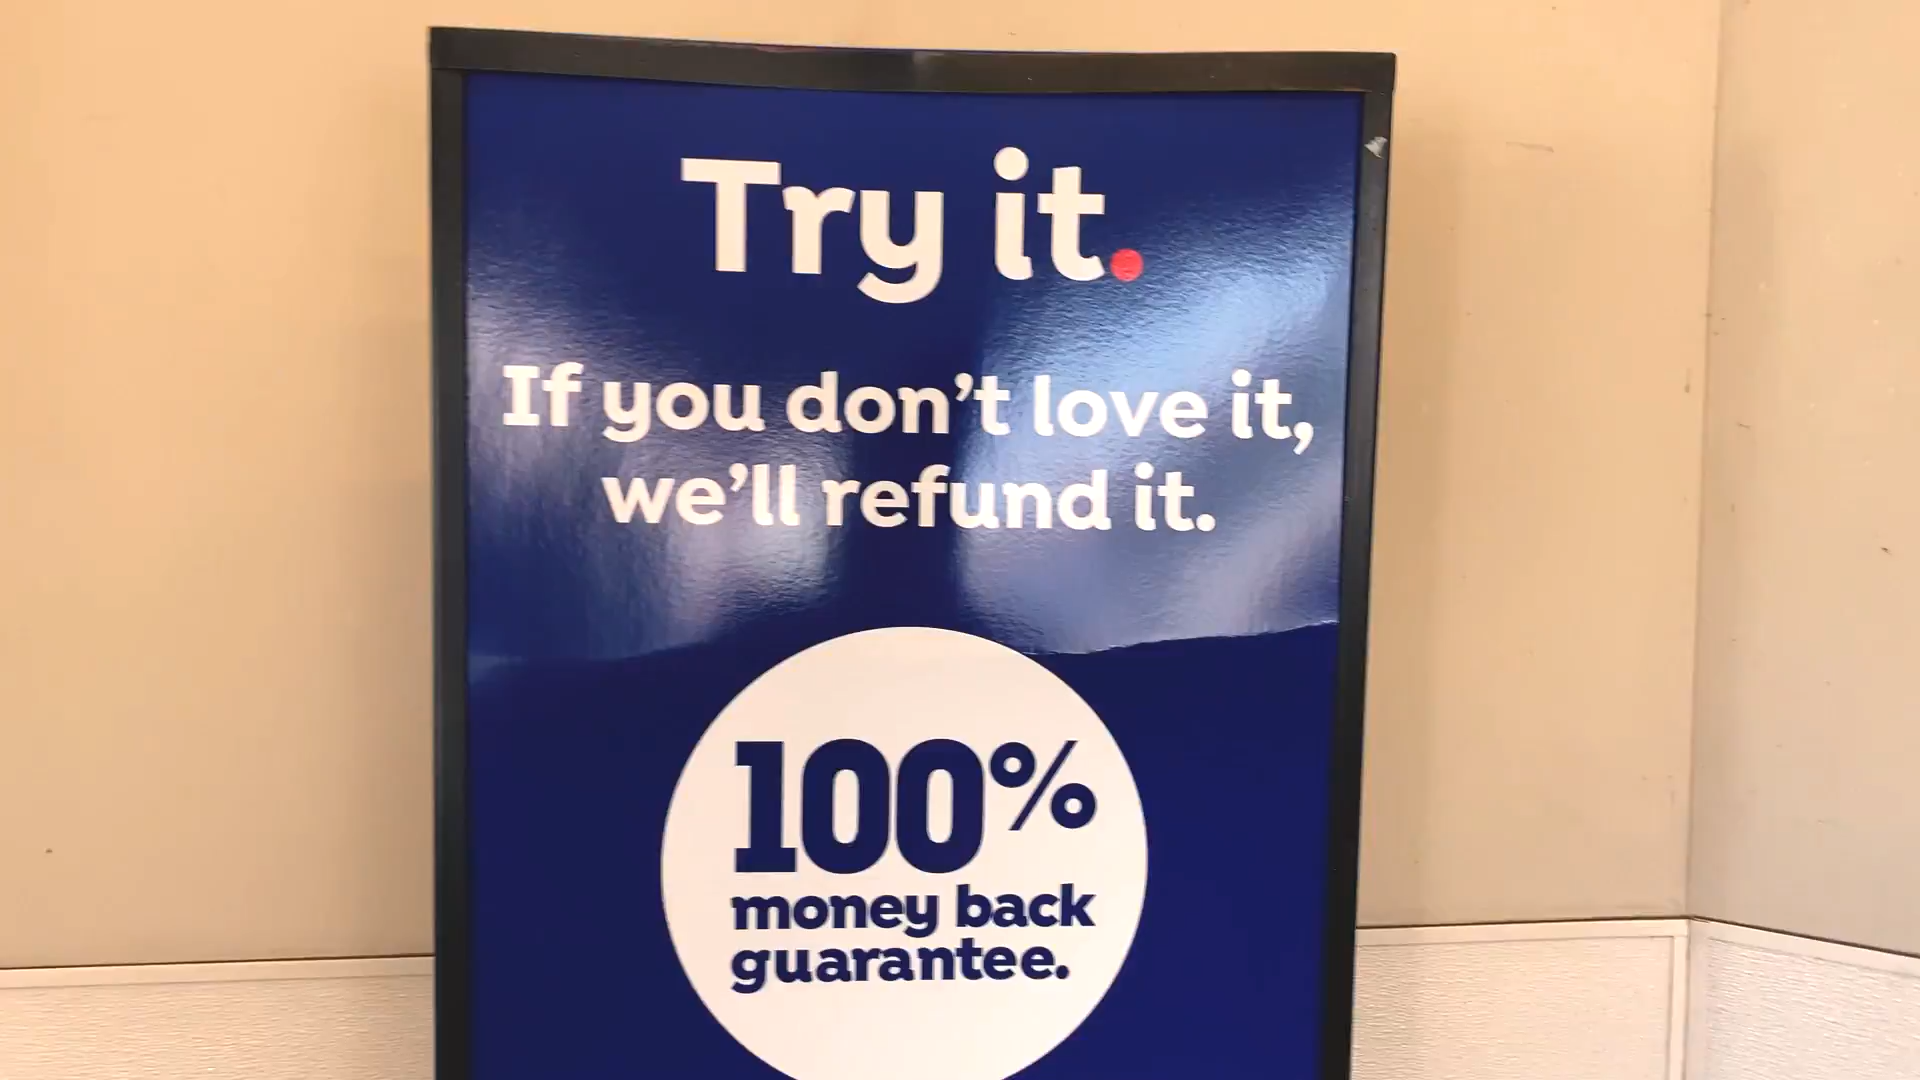 Try it.
If you don’t love it,
we’ll refund it.
100%
money back
guarantee.